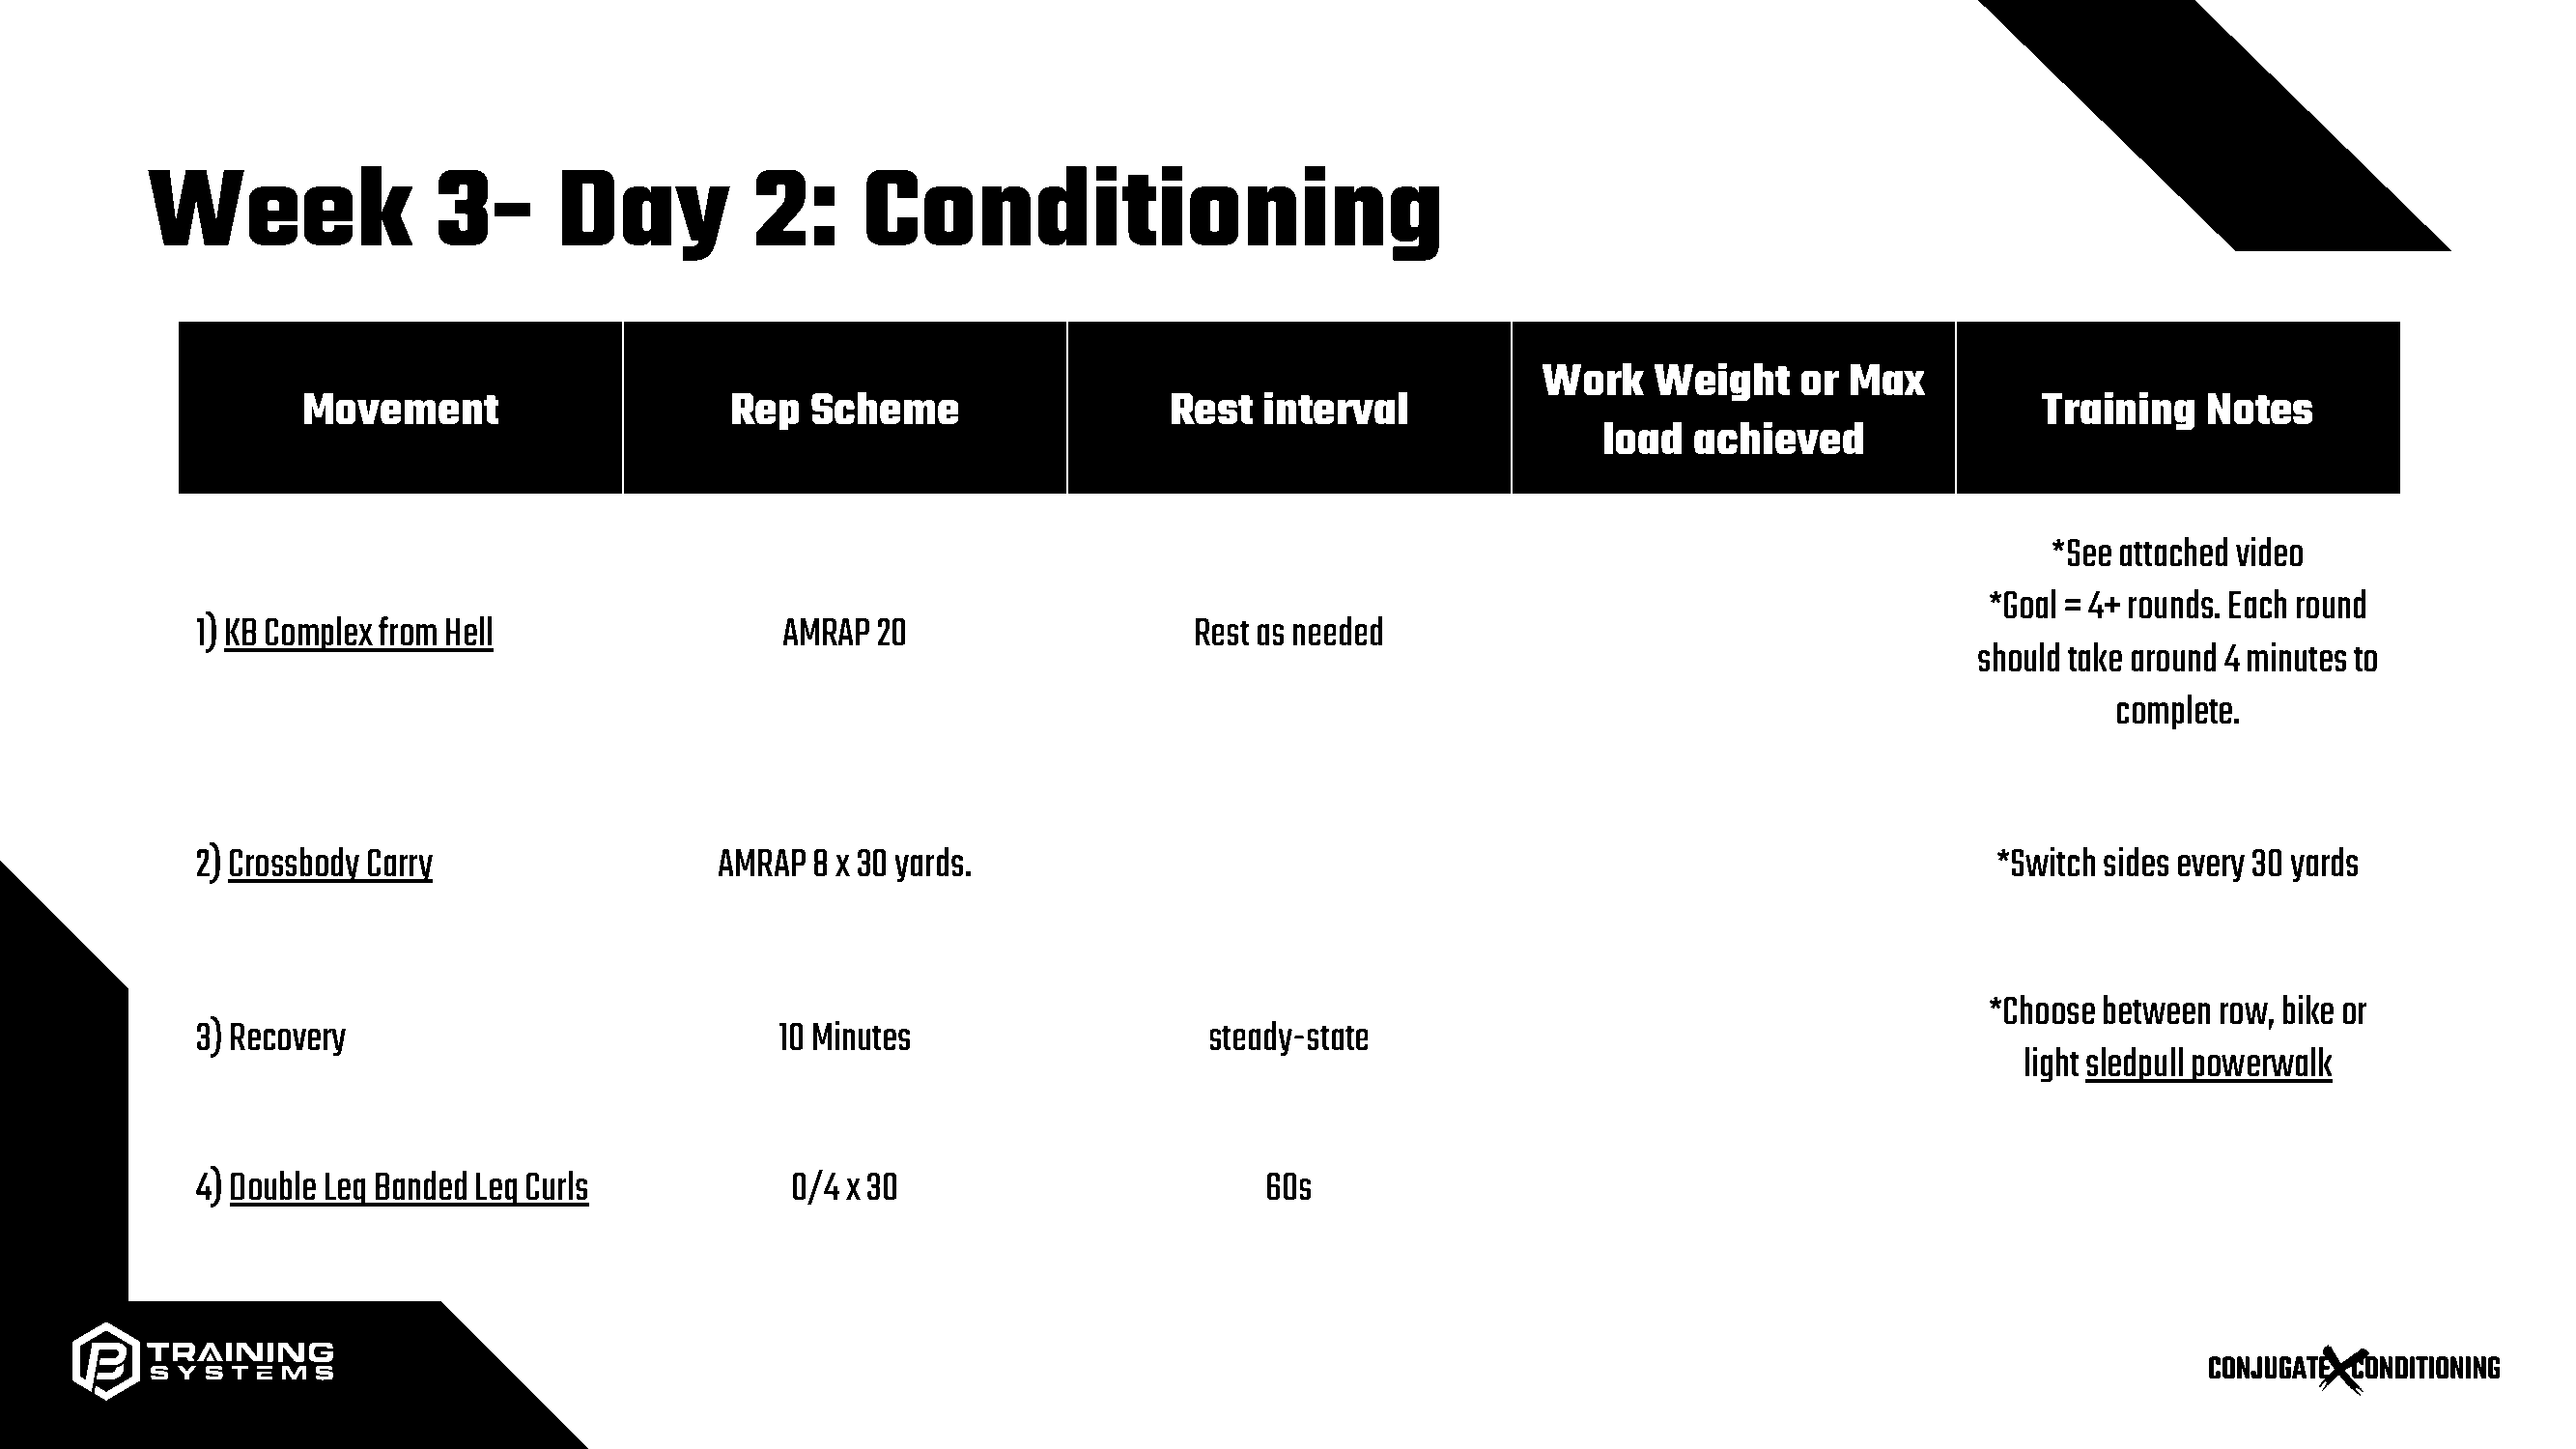 Week 3- Day 2: Conditioning
Movement
Rep Scheme
Rest interval
Work Weight or Max
load achieved
Training Notes
1) KB Complex from Hell
AMRAP 20
Rest as needed
*See attached video
*Goal = 4+ rounds. Each round
should take around 4 minutes to
complete.
2) Crossbody Carry
AMRAP 8 x 30 yards.
*Switch sides every 30 yards
3) Recovery
10 Minutes
steady-state
*Choose between row, bike or
light sledpull powerwalk
4) Double Leg Banded Leg Curls
0/4 x 30
60s
TRAINING
SYSTEMS
CONJUGATE X CONDITIONING